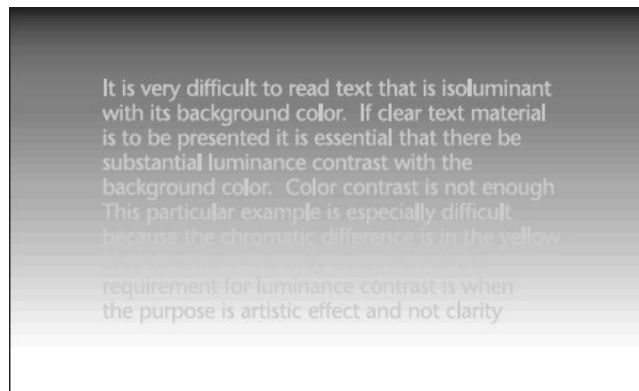 It is very difficult to read text that is isoluminant
with its background color. If clear text material
is to be presented it is essential that there be
substantial luminance contrast with the
background color. Color contrast is not enough
This particular example is especially difficult
because the chromatic difference is in the yellow
requirement for luminance contrast is when
the purpose is artistic effect and not clarity